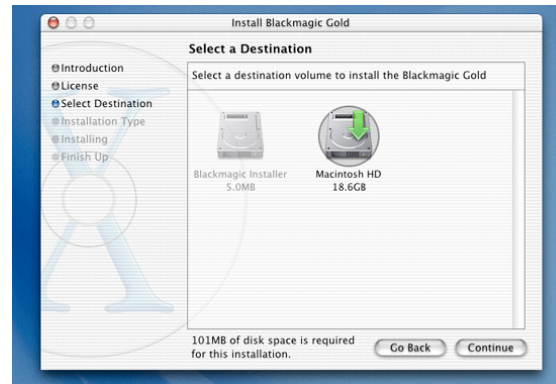 Install Blackmagic Gold
Select a Destination
Introduction
License
Select Destination
Installation Type
Installing
Finish Up
Select a destination volume to install the Blackmagic Gold
Blackmagic Installer
5.0MB
Macintosh HD
18.6GB
101MB of disk space is required
for this installation.
Go Back
Continue